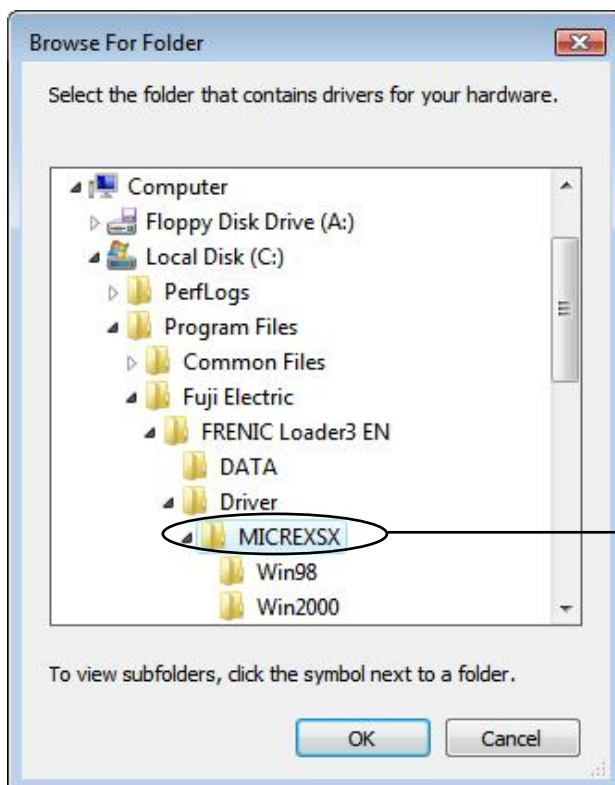 Browse For Folder
Select the folder that contains drivers for your hardware.
Computer
Floppy Disk Drive (A:)
Local Disk (C:)
PerfLogs
Program Files
Common Files
Fuji Electric
FRENIC Loader3 EN
DATA
Driver
MICREXSX
Win98
Win2000
To view subfolders, click the symbol next to a folder.
OK
Cancel